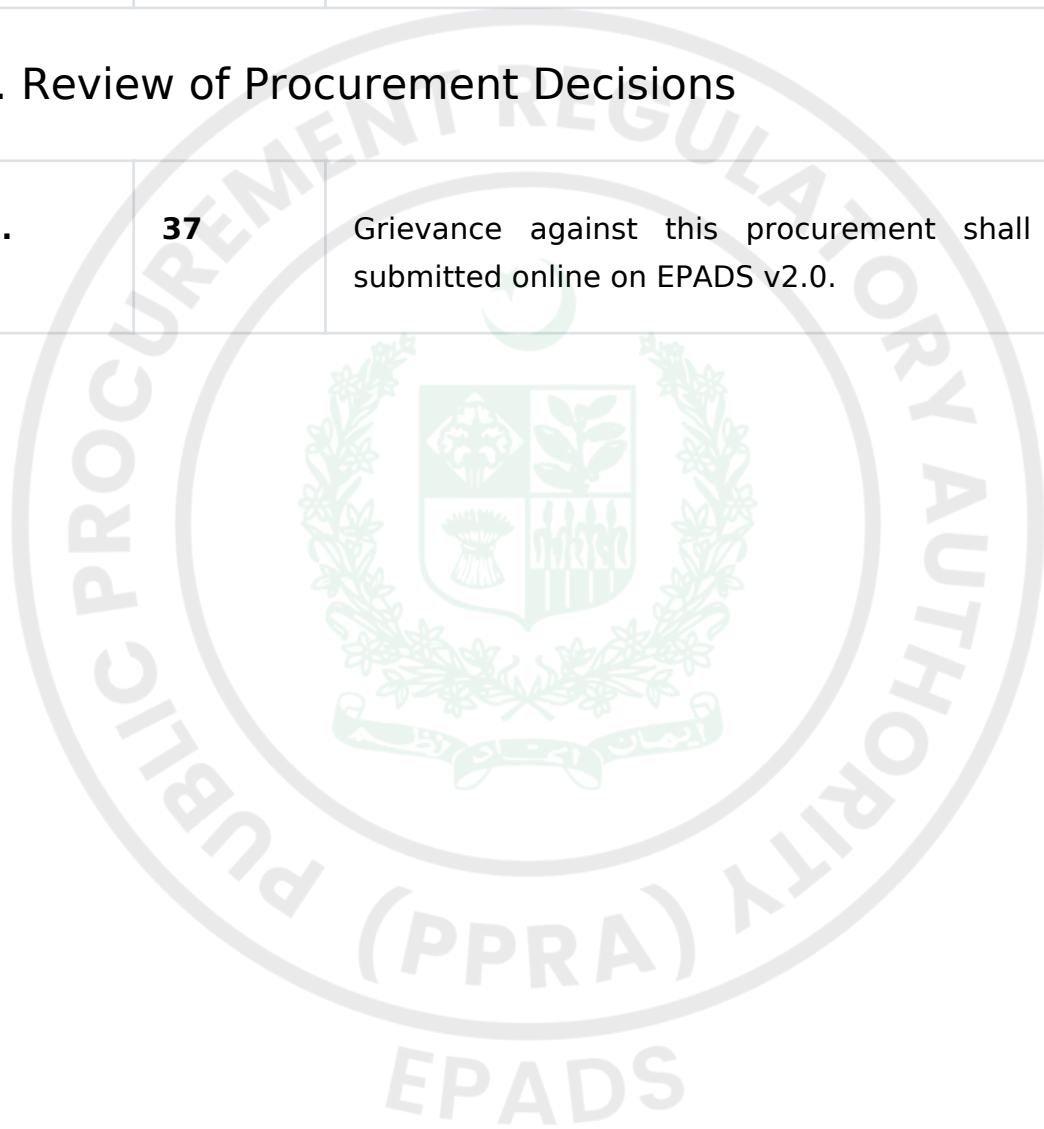 . Review of Procurement Decisions
. 37 Grievance against this procurement shall
submitted online on EPADS v2.0.
PUBLIC PROCUREMENT REGULATORY AUTHORITY
(PPRA)
EPADS